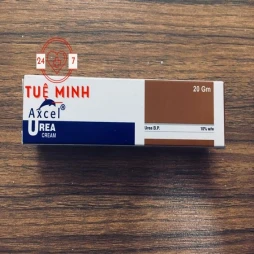 24 7
TUỆ MINH
Axcel®
UREA
CREAM
20 Gm
Urea B.P. 10% w/w